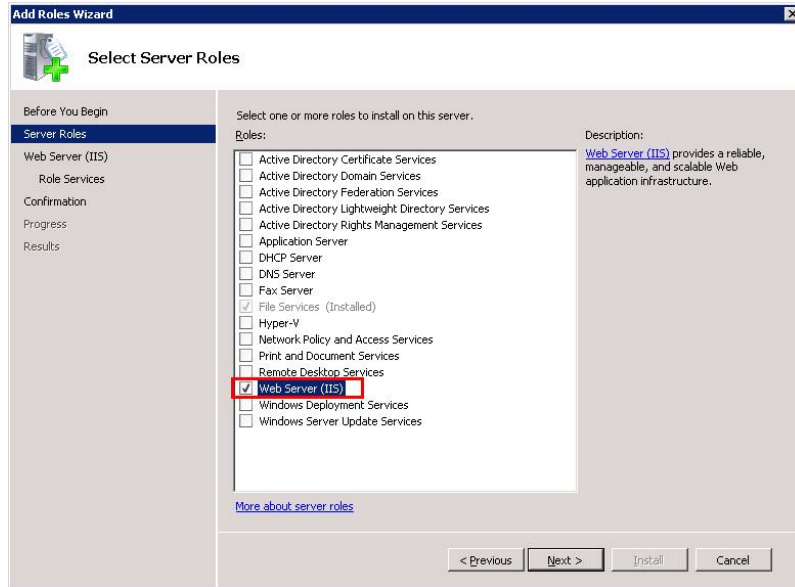 Add Roles Wizard
Select Server Roles
Before You Begin
Server Roles
Web Server (IIS)
Role Services
Confirmation
Progress
Results
Select one or more roles to install on this server.
Roles:
Active Directory Certificate Services
Active Directory Domain Services
Active Directory Federation Services
Active Directory Lightweight Directory Services
Active Directory Rights Management Services
Application Server
DHCP Server
DNS Server
Fax Server
File Services (Installed)
Hyper-V
Network Policy and Access Services
Print and Document Services
Remote Desktop Services
Web Server (IIS)
Windows Deployment Services
Windows Server Update Services
More about server roles
Description:
Web Server (IIS) provides a reliable,
manageable, and scalable Web
application infrastructure.
< Previous
Next >
Install
Cancel